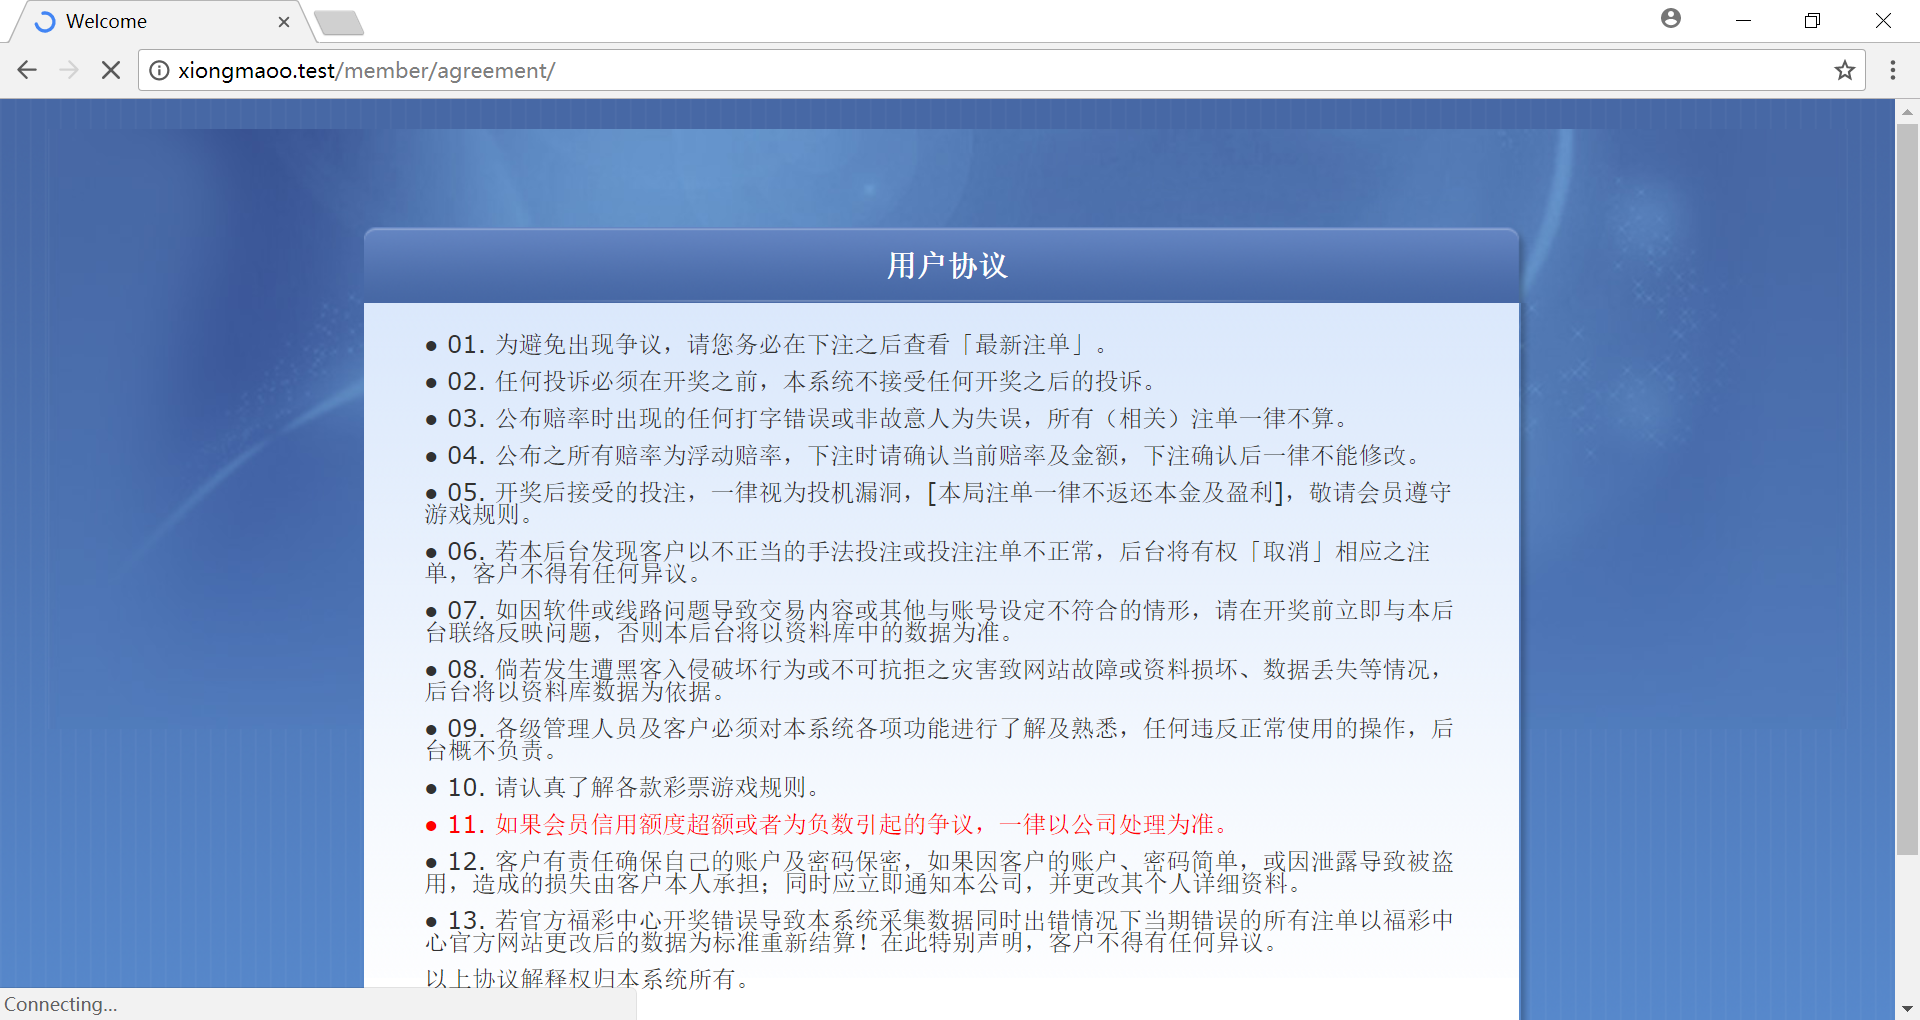 Welcome
xiongmaoo.test/member/agreement/
用户协议
● 01. 为避免出现争议，请您务必在下注之后查看「最新注单」。
● 02. 任何投诉必须在开奖之前，本系统不接受任何开奖之后的投诉。
● 03. 公布赔率时出现的任何打字错误或非故意人为失误，所有（相关）注单一律不算。
● 04. 公布之所有赔率为浮动赔率，下注时请确认当前赔率及金额，下注确认后一律不能修改。
● 05. 开奖后接受的投注，一律视为投机漏洞，[本局注单一律不返还本金及盈利]，敬请会员遵守
游戏规则。
● 06. 若本后台发现客户以不正当的手法投注或投注注单不正常，后台将有权「取消」相应之注
单，客户不得有任何异议。
● 07. 如因软件或线路问题导致交易内容或其他与账号设定不符合的情形，请在开奖前立即与本后
台联络反映问题，否则本后台将以资料库中的数据为准。
● 08. 倘若发生遭黑客入侵破坏行为或不可抗拒之灾害致网站故障或资料损坏、数据丢失等情况，
后台将以资料库数据为依据。
● 09. 各级管理人员及客户必须对本系统各项功能进行了解及熟悉，任何违反正常使用的操作，后
台概不负责。
● 10. 请认真了解各款彩票游戏规则。
● 11. 如果会员信用额度超额或者为负数引起的争议，一律以公司处理为准。
● 12. 客户有责任确保自己的账户及密码保密，如果因客户的账户、密码简单，或因泄露导致被盗
用，造成的损失由客户本人承担；同时应立即通知本公司，并更改其个人详细资料。
● 13. 若官方福彩中心开奖错误导致本系统采集数据同时出错情况下当期错误的所有注单以福彩中
心官方网站更改后的数据为标准重新结算！在此特别声明，客户不得有任何异议。
以上协议解释权归本系统所有。
Connecting...